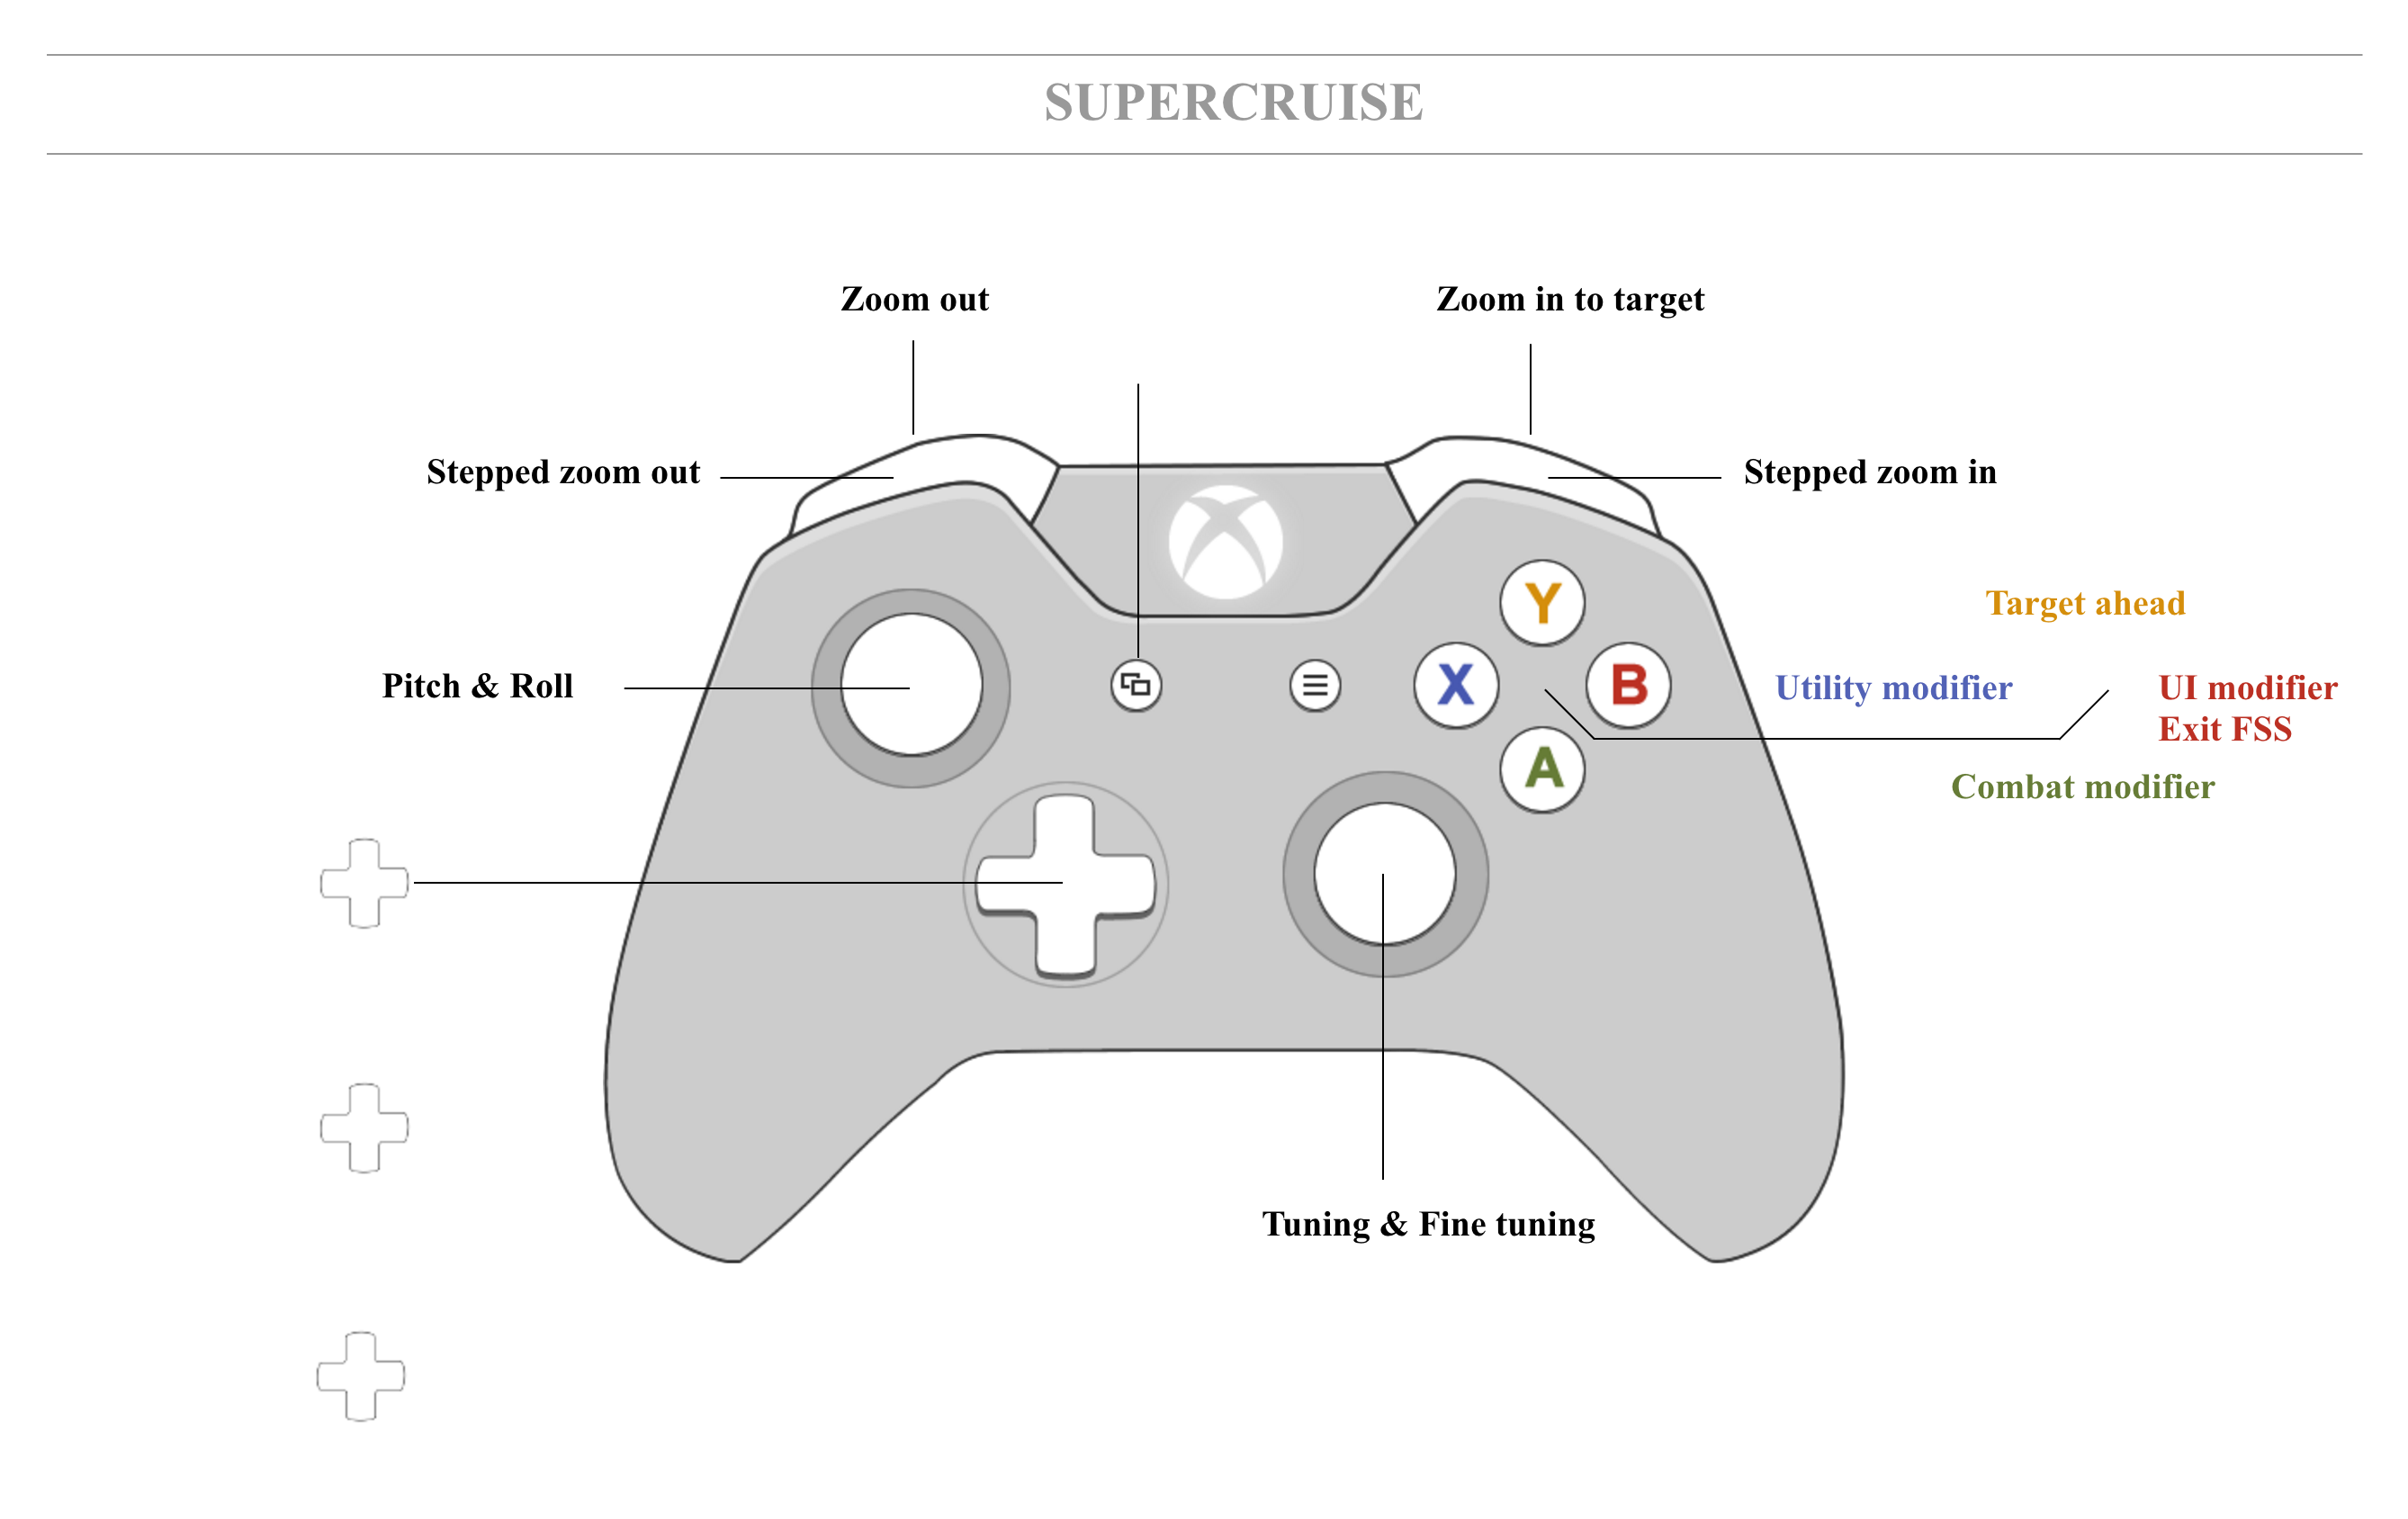 SUPERCRUISE
Zoom out
Zoom in to target
Stepped zoom out
Stepped zoom in
Y
Target ahead
Pitch & Roll
X
B
Utility modifier
UI modifier
Exit FSS
A
Combat modifier
Tuning & Fine tuning